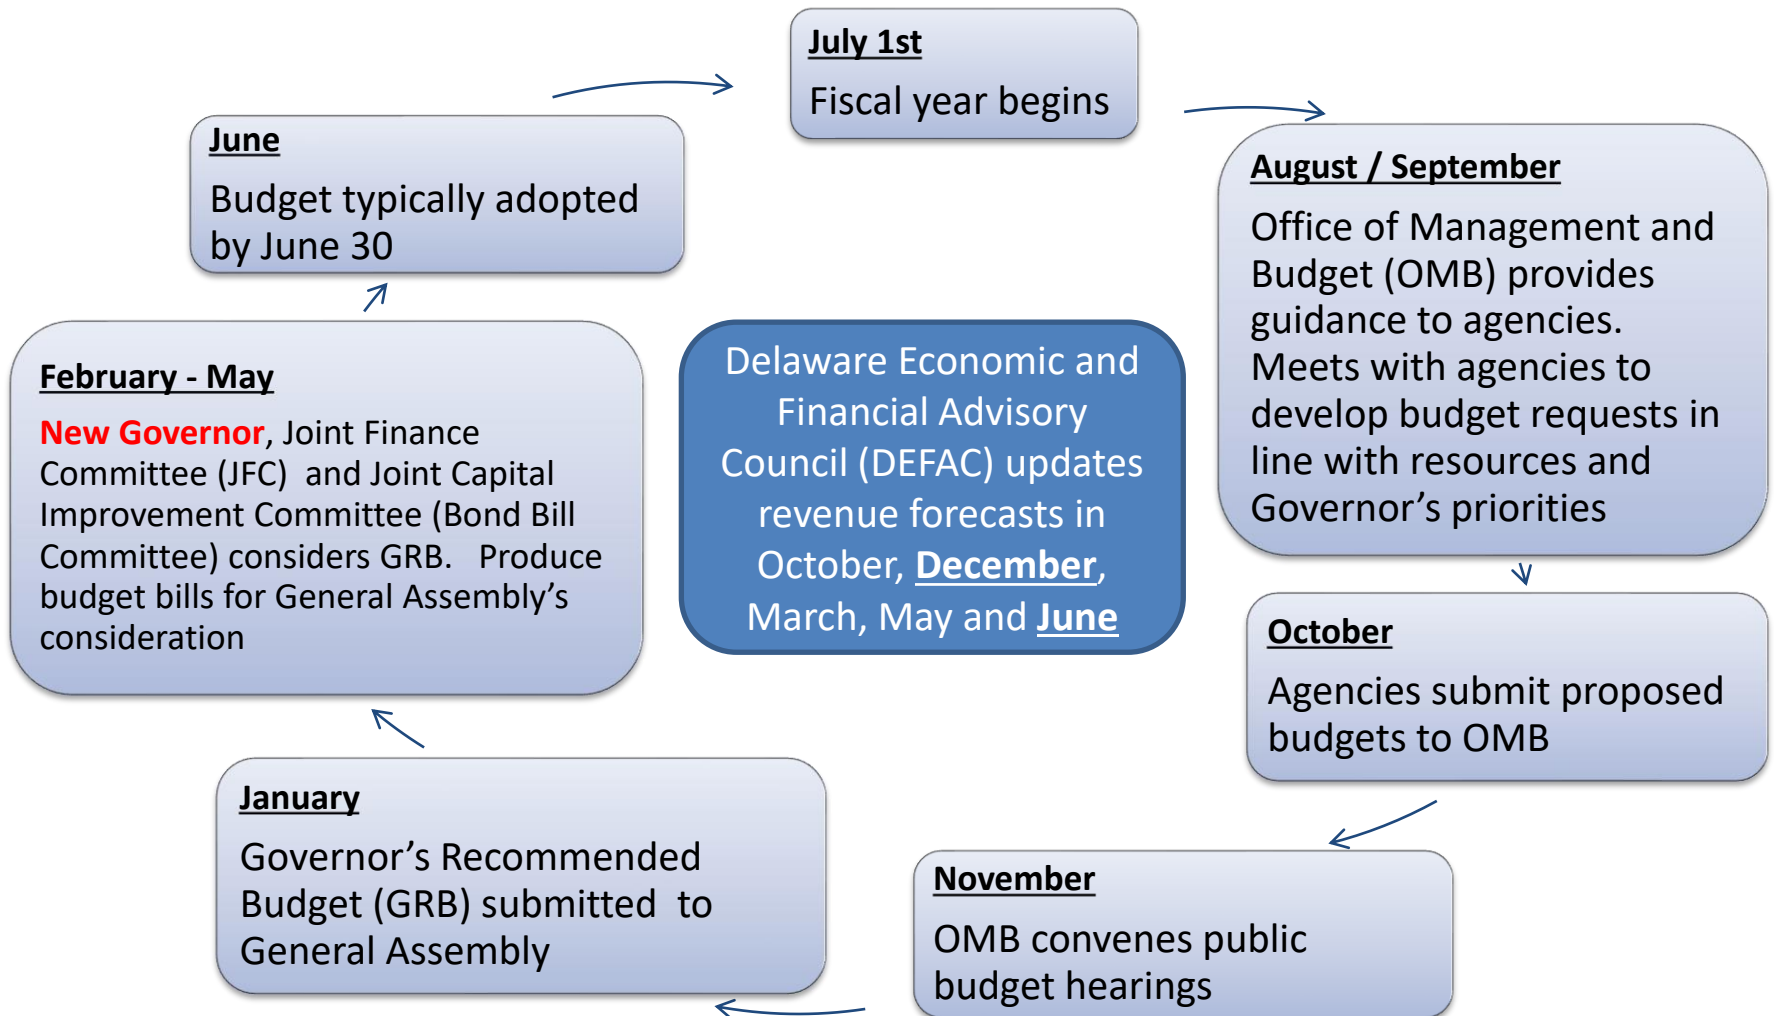 July 1st
Fiscal year begins
August / September
Office of Management and
Budget (OMB) provides
guidance to agencies.
Meets with agencies to
develop budget requests in
line with resources and
Governor’s priorities
October
Agencies submit proposed
budgets to OMB
November
OMB convenes public
budget hearings
January
Governor’s Recommended
Budget (GRB) submitted  to
General Assembly
February - May
New Governor, Joint Finance
Committee (JFC)  and Joint Capital
Improvement Committee (Bond Bill
Committee) considers GRB.   Produce
budget bills for General Assembly’s
consideration
June
Budget typically adopted
by June 30
Delaware Economic and
Financial Advisory
Council (DEFAC) updates
revenue forecasts in
October, December,
March, May and June